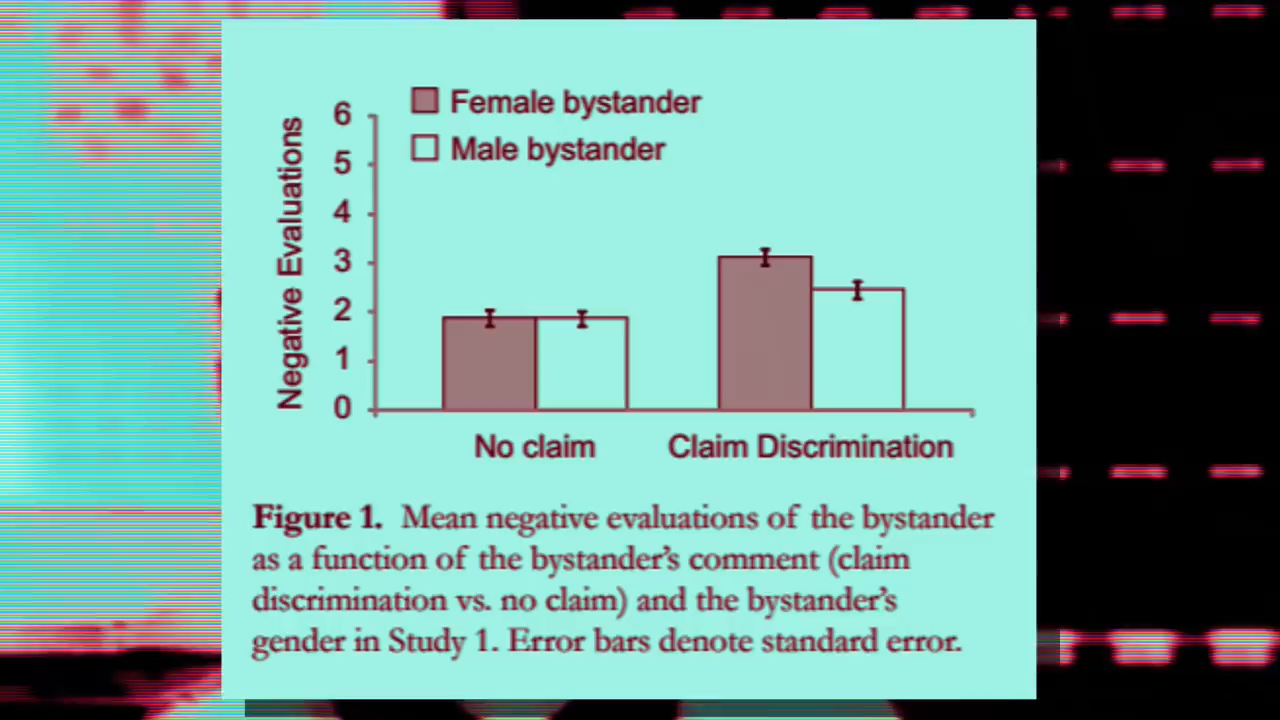 Female bystander
Male bystander
Negative Evaluations
6
5
4
3
2
1
0
No claim
Claim Discrimination
Figure 1. Mean negative evaluations of the bystander
as a function of the bystander's comment (claim
discrimination vs. no claim) and the bystander's
gender in Study 1. Error bars denote standard error.